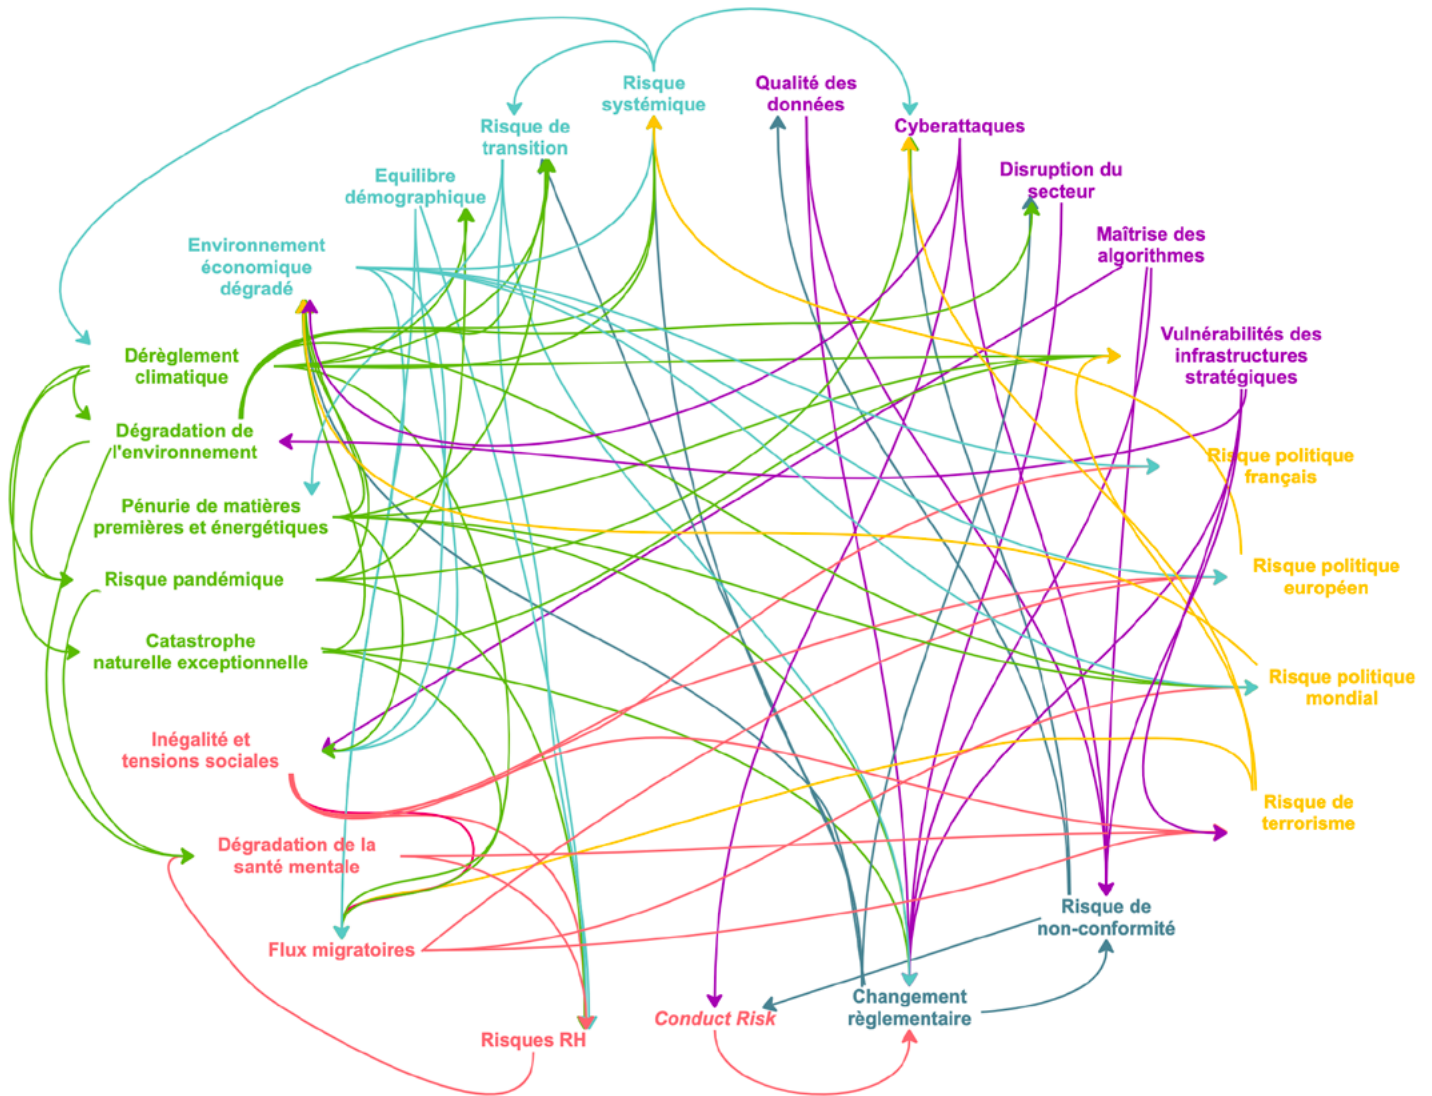 Risque
systémique
Qualité des
données
Cyberattaques
Risque de
transition
Disruption du
secteur
Equilibre
démographique
Maîtrise des
algorithmes
Environnement
économique
dégradé
Vulnérabilités des
infrastructures
stratégiques
Dérèglement
climatique
Dégradation de
l'environnement
Risque politique
français
Pénurie de matières
premières et énergétiques
Risque pandémique
Risque politique
européen
Catastrophe
naturelle exceptionnelle
Risque politique
mondial
Inégalité et
tensions sociales
Risque de
terrorisme
Dégradation de la
santé mentale
Risque de
non-conformité
Flux migratoires
Changement
règlementaire
Conduct Risk
Risques RH